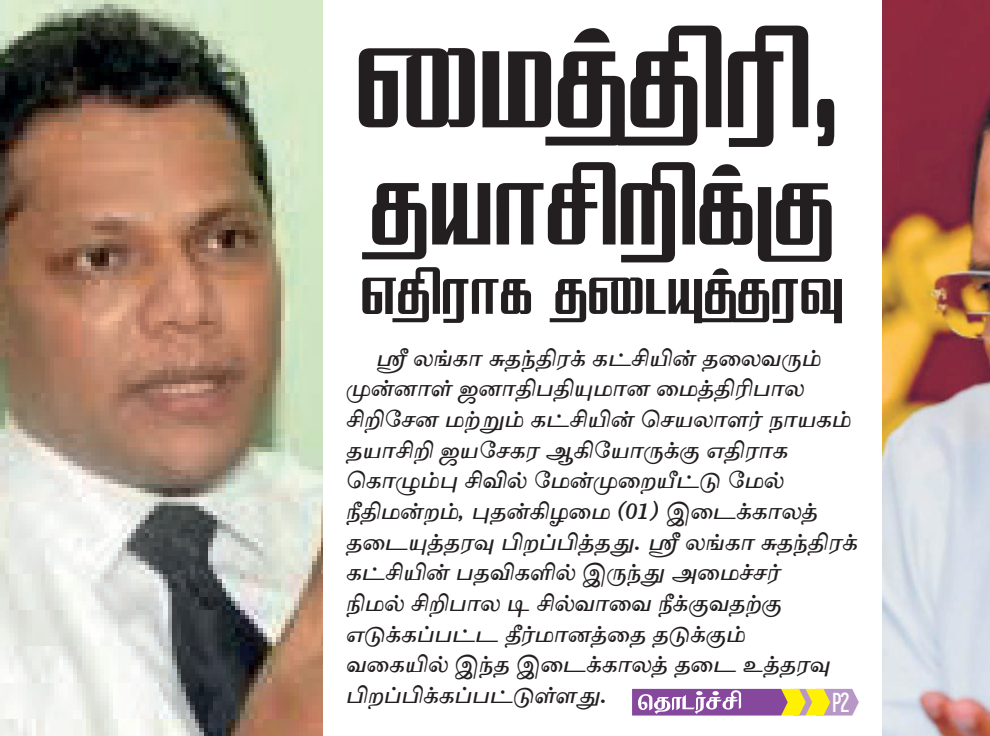 மைத்திரி,
தயாசிறிக்கு
எதிராக தடையுத்தரவு
ஸ்ரீ லங்கா சுதந்திரக் கட்சியின் தலைவரும்
முன்னாள் ஜனாதிபதியுமான மைத்திரிபால
சிறிசேன மற்றும் கட்சியின் செயலாளர் நாயகம்
தயாசிறி ஜயசேகர ஆகியோருக்கு எதிராக
கொழும்பு சிவில் மேன்முறையீட்டு மேல்
நீதிமன்றம், புதன்கிழமை (01) இடைக்காலத்
தடையுத்தரவு பிறப்பித்தது. ஸ்ரீ லங்கா சுதந்திரக்
கட்சியின் பதவிகளில் இருந்து அமைச்சர்
நிமல் சிறிபால டி சில்வாவை நீக்குவதற்கு
எடுக்கப்பட்ட தீர்மானத்தை தடுக்கும்
வகையில் இந்த இடைக்காலத் தடை உத்தரவு
பிறப்பிக்கப்பட்டுள்ளது.
தொடர்ச்சி P2